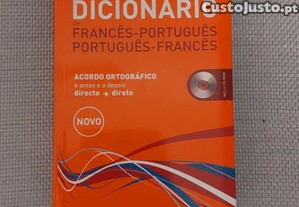 DICIONÁRIO
CustoJusto.pt
FRANCÊS-PORTUGUÊS
PORTUGUÊS-FRANCÊS
ACORDO ORTOGRÁFICO
o antes e o depois
directo → direto
NOVO